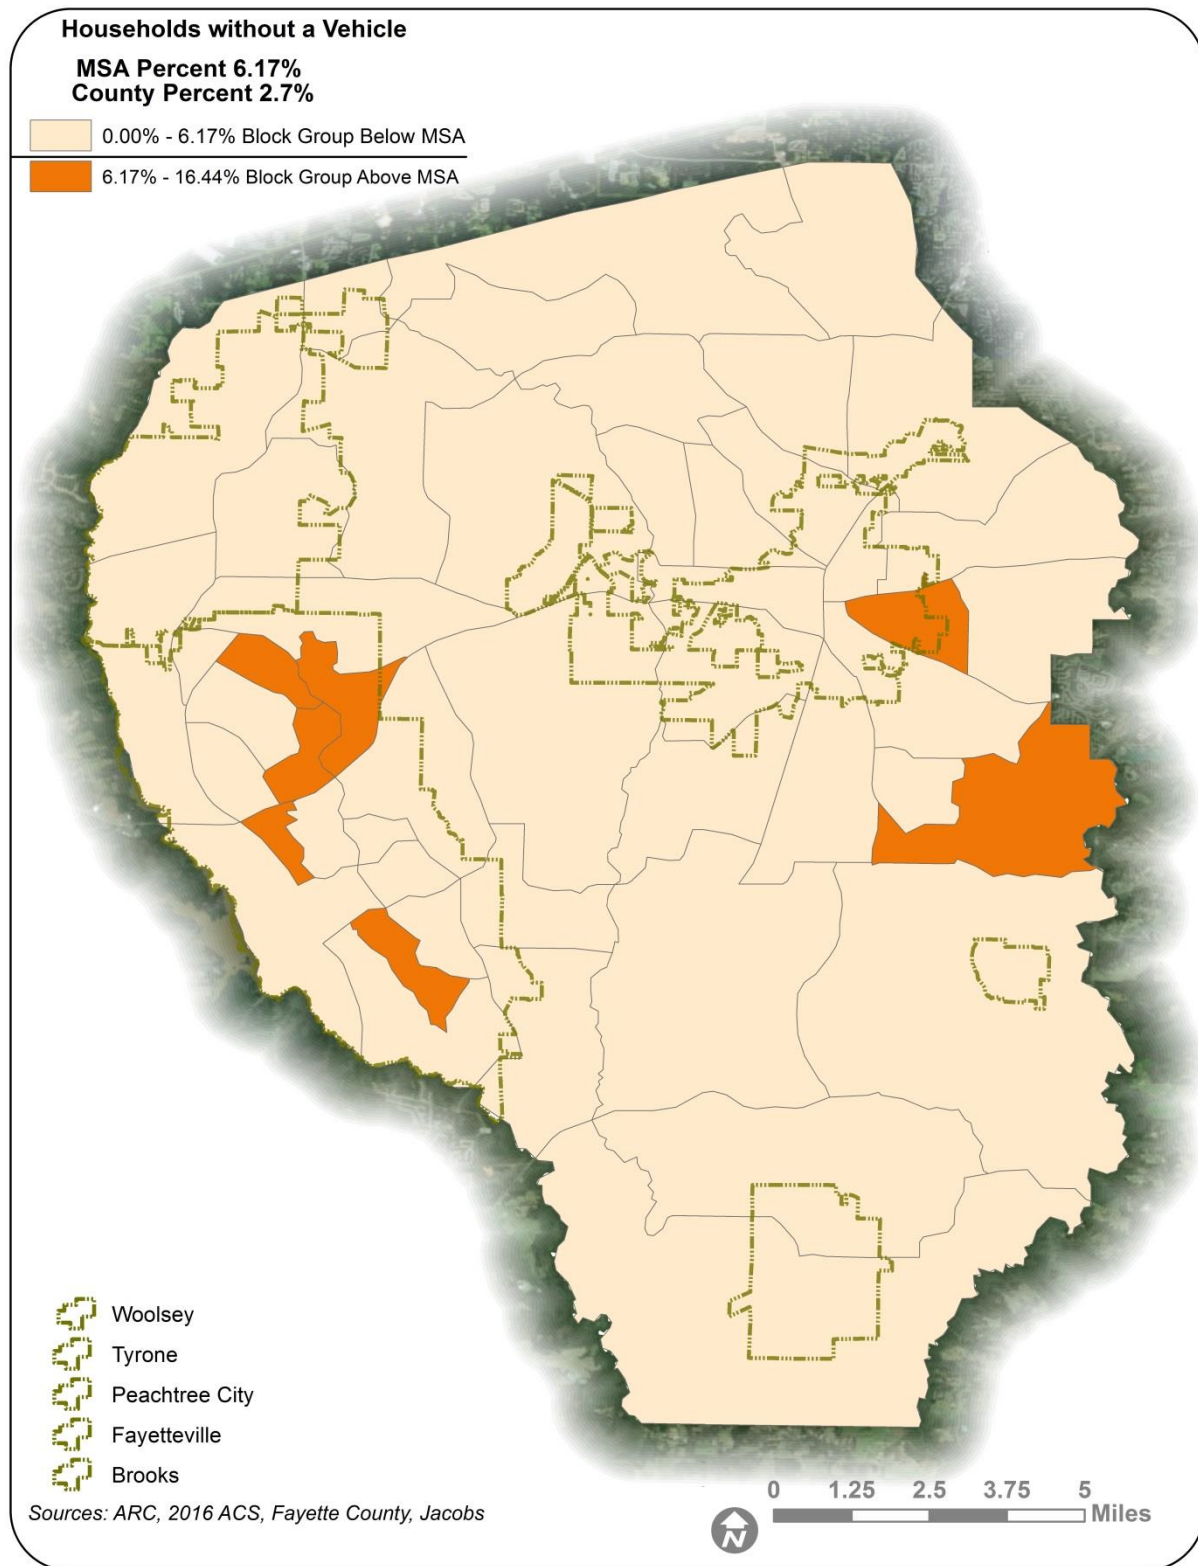 Households without a Vehicle
MSA Percent 6.17%
County Percent 2.7%
0.00% - 6.17% Block Group Below MSA
6.17% - 16.44% Block Group Above MSA
Woolsey
Tyrone
Peachtree City
Fayetteville
Brooks
Sources: ARC, 2016 ACS, Fayette County, Jacobs
0 1.25 2.5 3.75 5
Miles
N